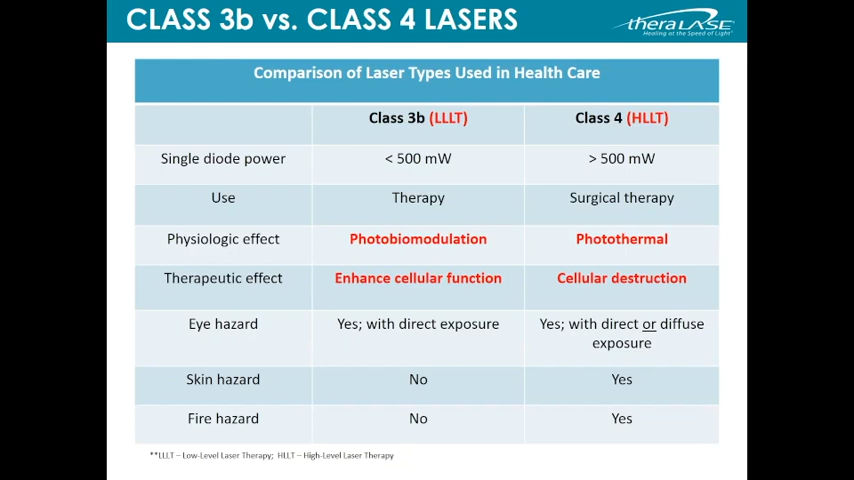 CLASS 3b vs. CLASS 4 LASERS
theraLASE
Healing at the Speed of Light®
Comparison of Laser Types Used in Health Care
Class 3b (LLLT) Class 4 (HLLT)
Single diode power < 500 mW > 500 mW
Use Therapy Surgical therapy
Physiologic effect Photobiomodulation Photothermal
Therapeutic effect Enhance cellular function Cellular destruction
Eye hazard Yes; with direct exposure Yes; with direct or diffuse
exposure
Skin hazard No Yes
Fire hazard No Yes
**LLLT – Low-Level Laser Therapy; HLLT – High-Level Laser Therapy